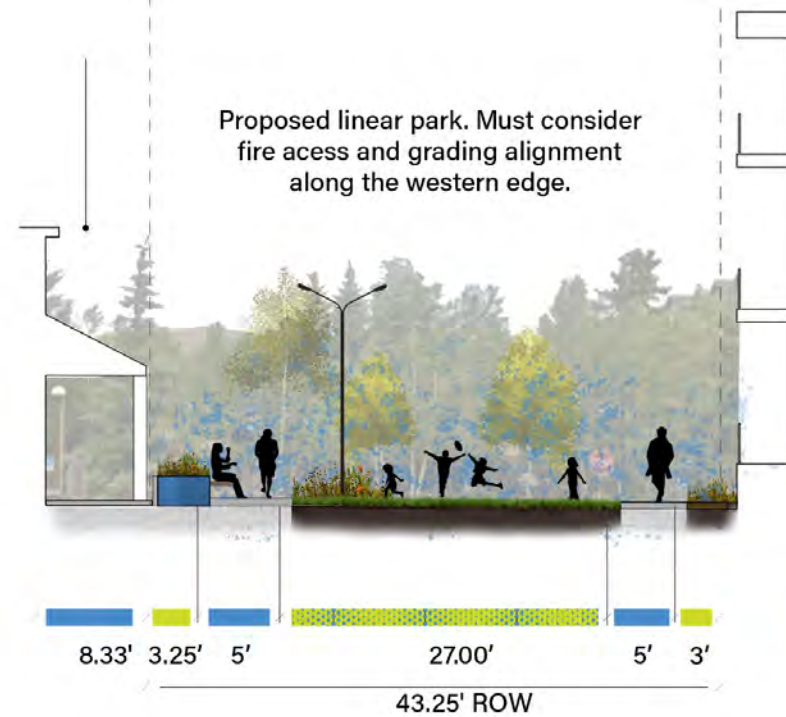 Proposed linear park. Must consider
fire acess and grading alignment
along the western edge.
8.33' 3.25' 5' 27.00' 5' 3'
43.25' ROW